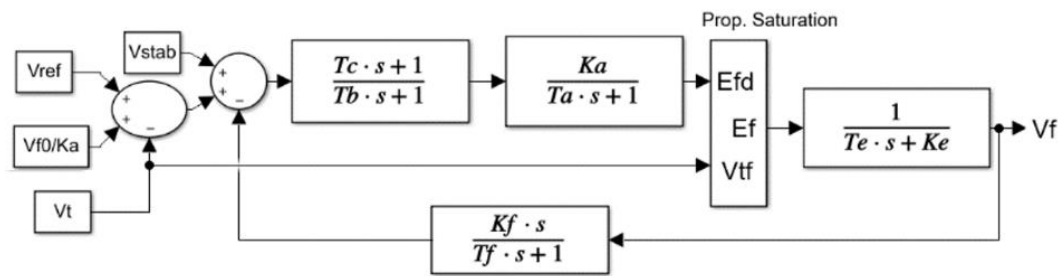 Prop. Saturation
Vstab
Vref
+
+
−
Tc · s + 1
Tb · s + 1
Ka
Ta · s + 1
Efd
+
+
−
Ef
1
Te · s + Ke
Vf
Vf0/Ka
Vtf
Vt
Kf · s
Tf · s + 1